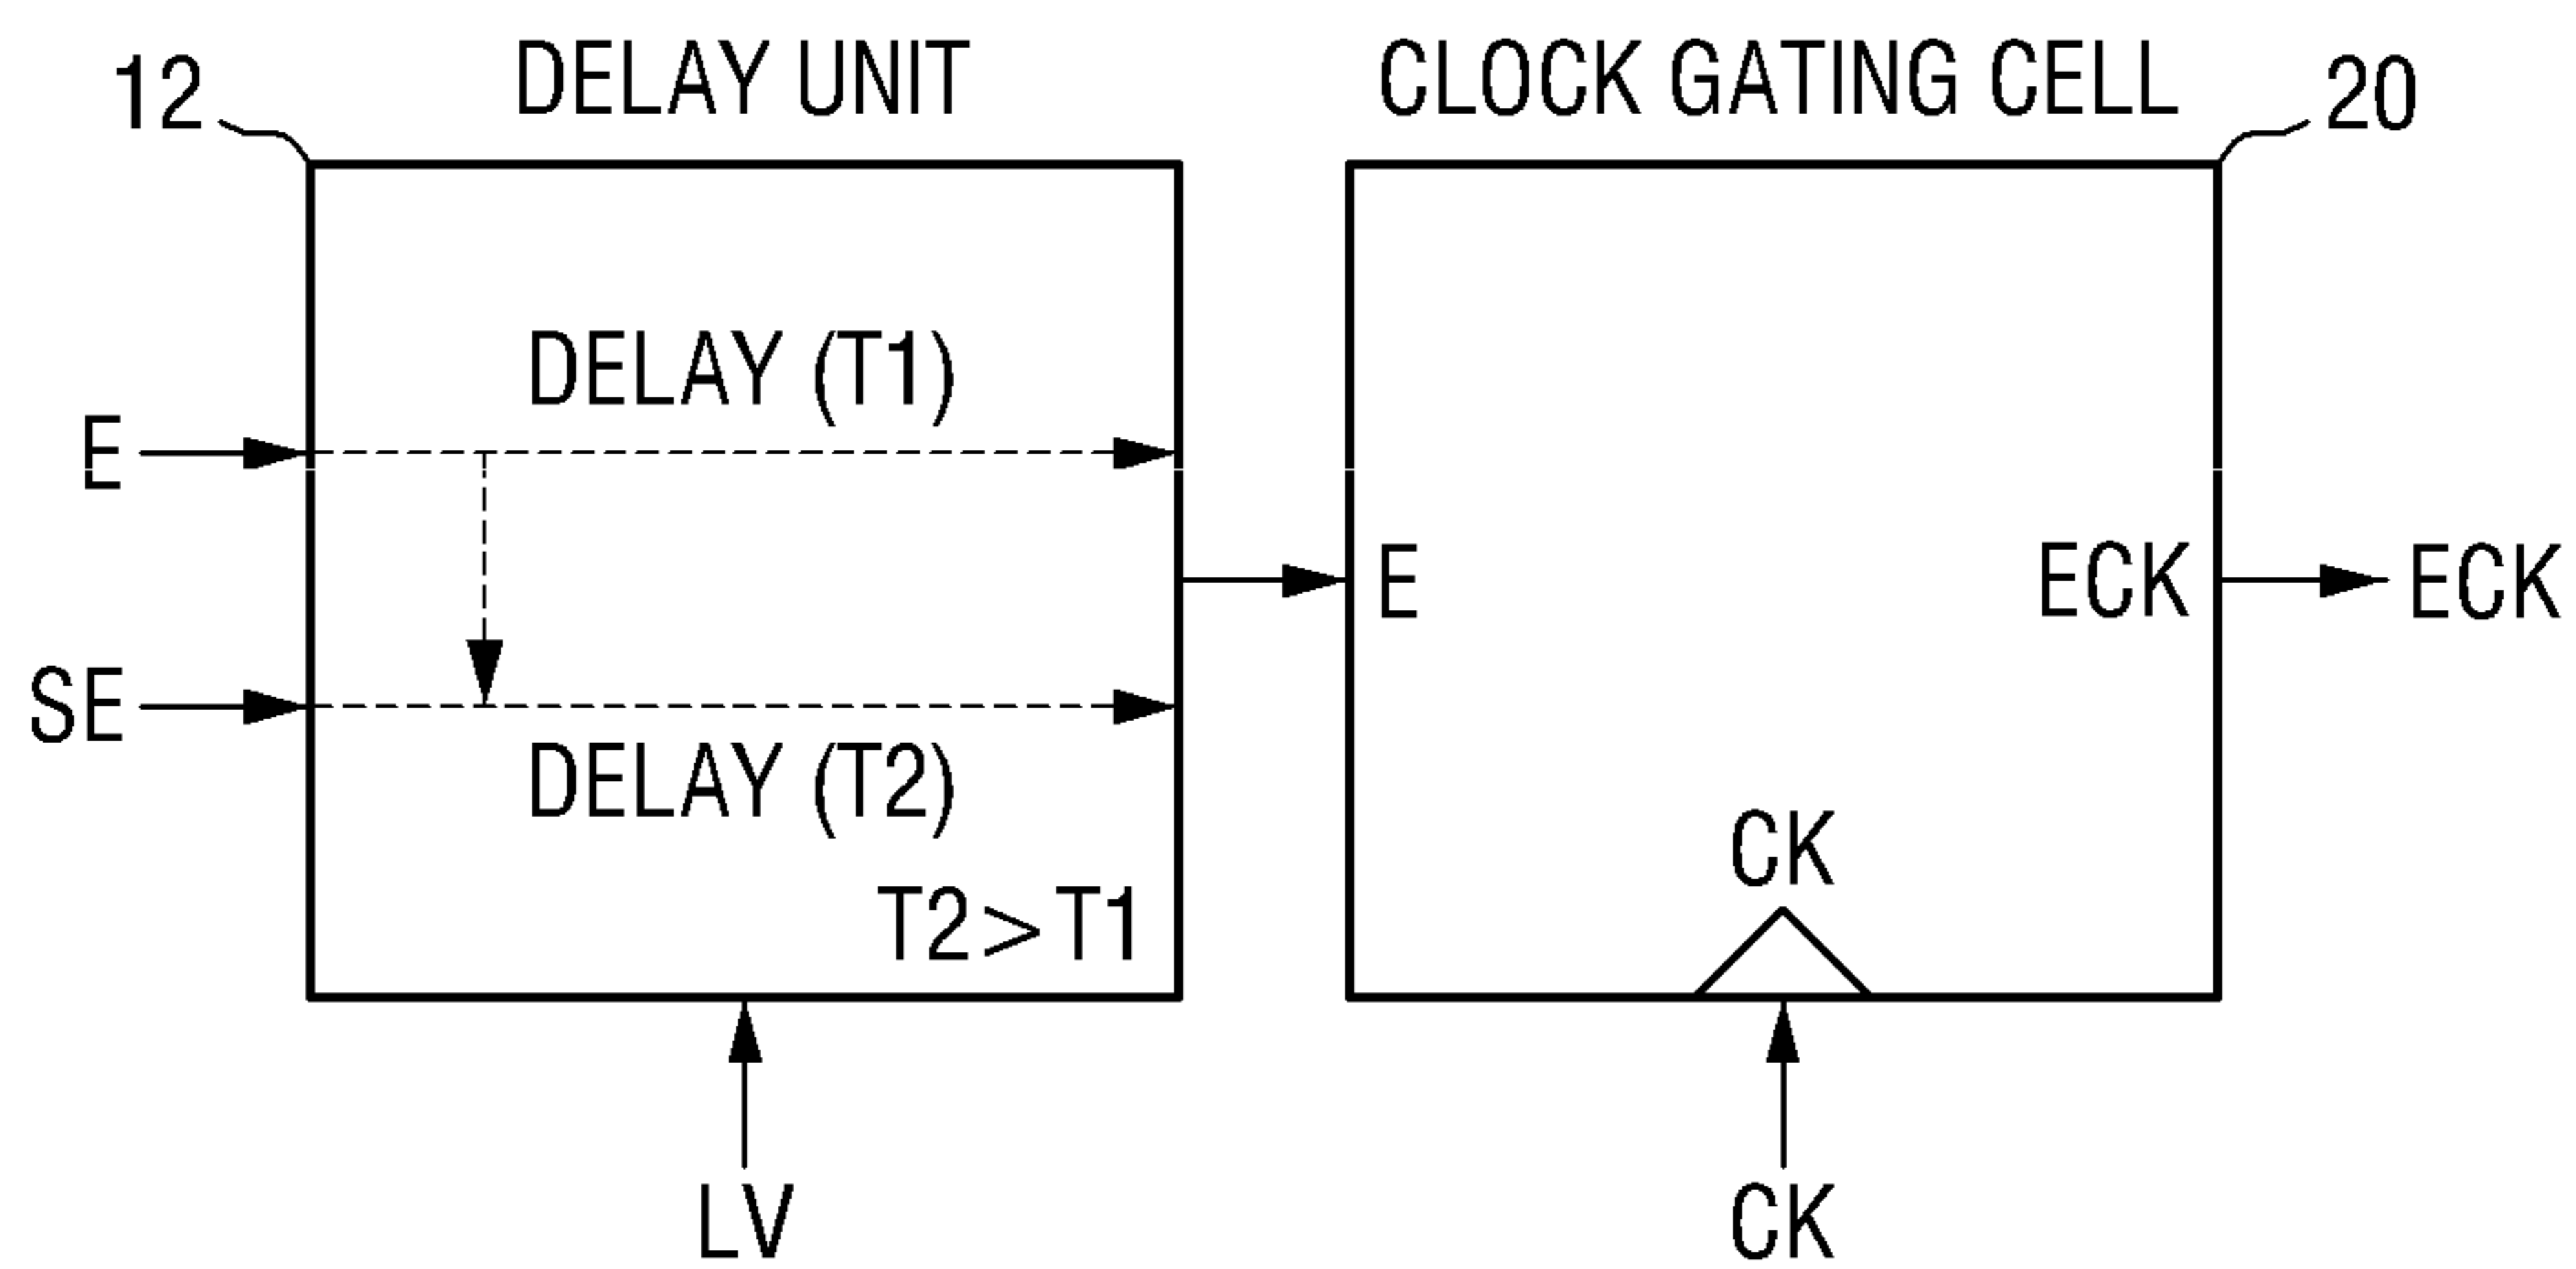 12
DELAY UNIT
CLOCK GATING CELL
20
DELAY (T1)
E
E
ECK
ECK
SE
DELAY (T2)
CK
T2>T1
LV
CK